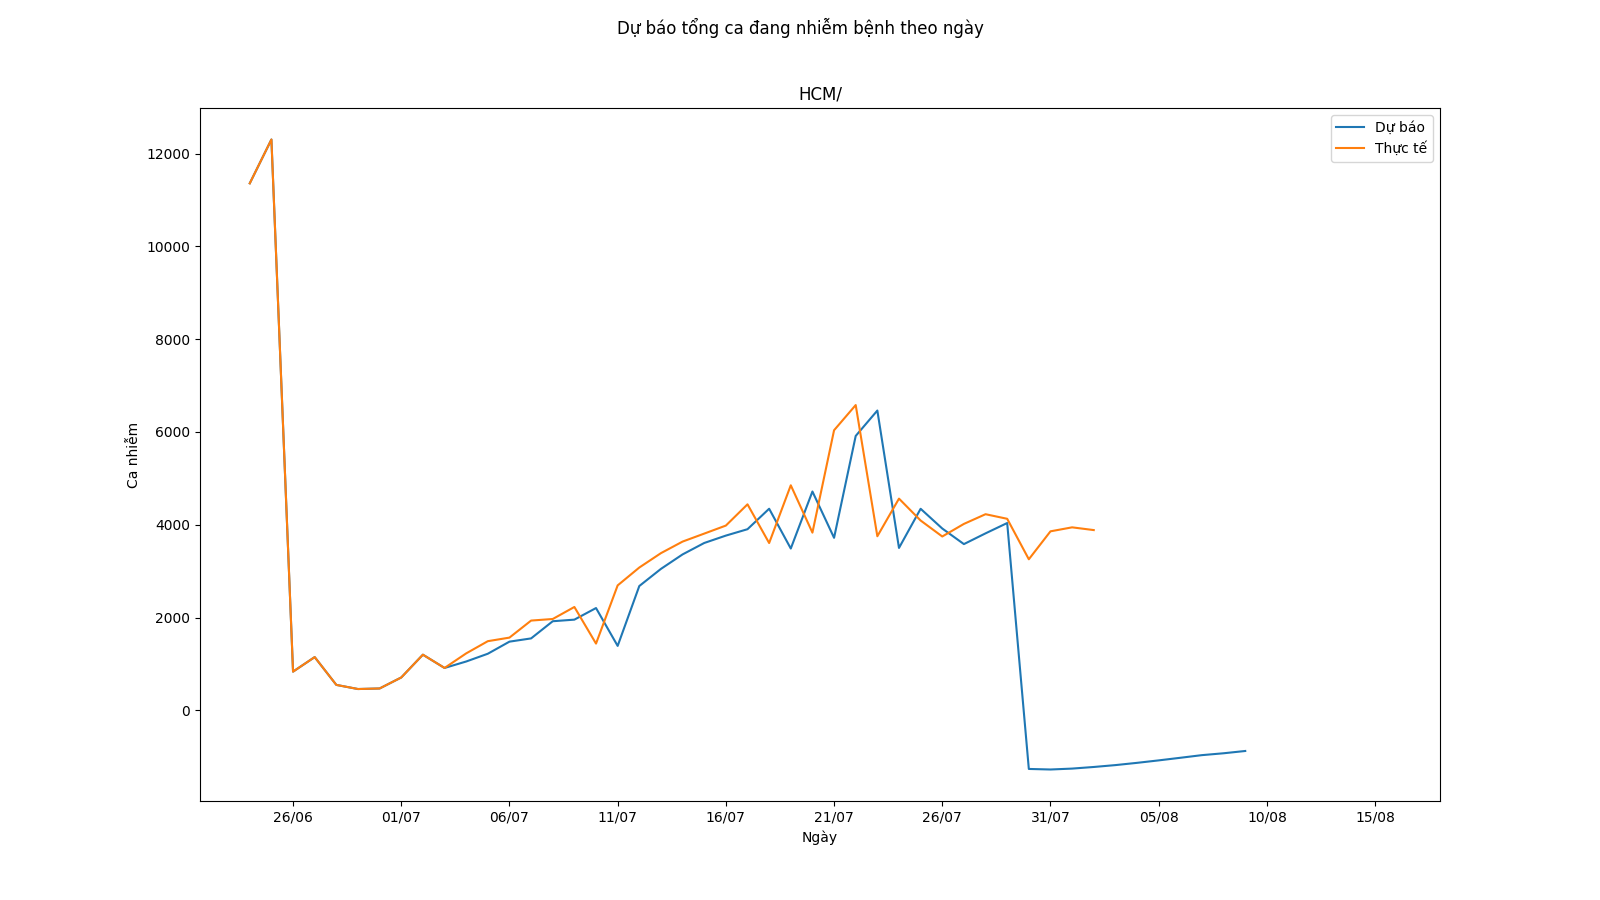 Dự báo tổng ca đang nhiễm bệnh theo ngày
HCM/
Dự báo
Thực tế
12000
10000
8000
6000
4000
2000
0
Ca nhiễm
26/06 01/07 06/07 11/07 16/07 21/07 26/07 31/07 05/08 10/08 15/08
Ngày